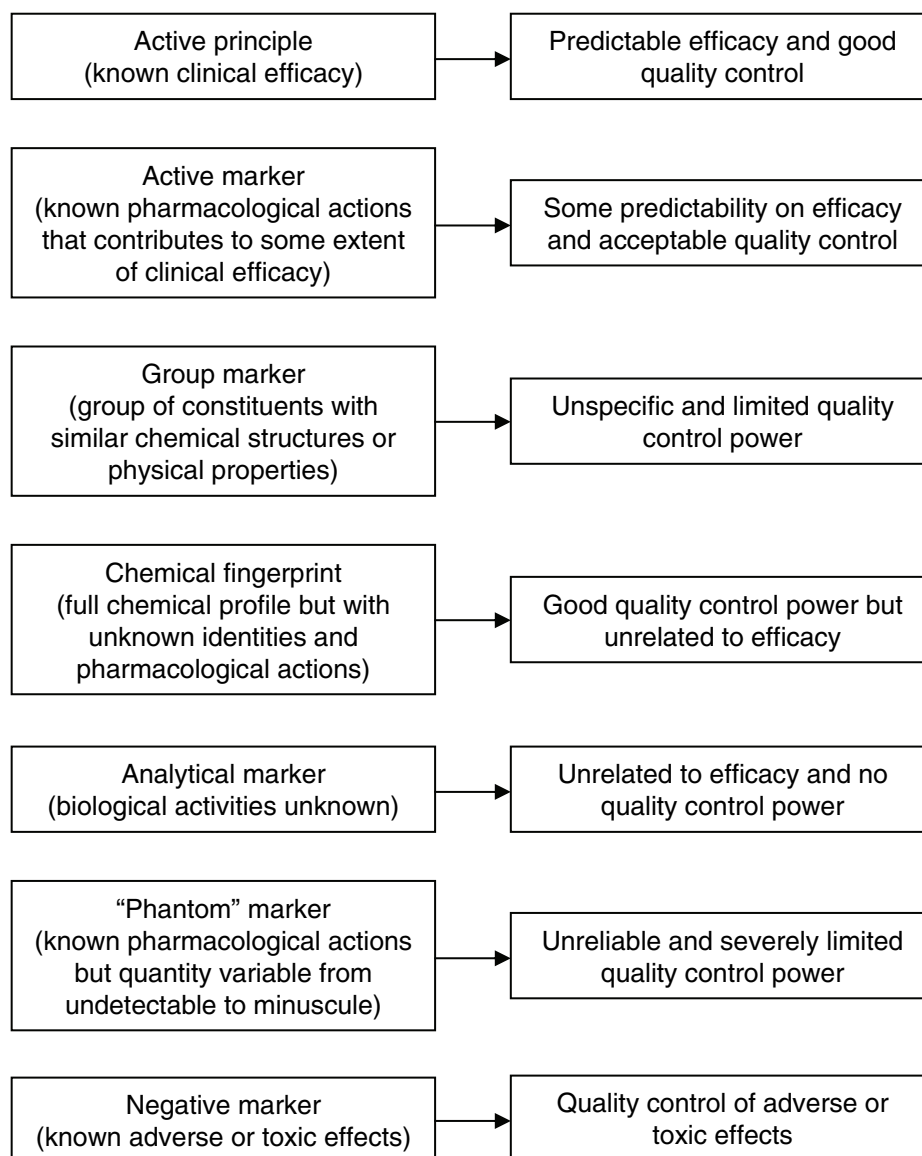 Active principle
(known clinical efficacy)
Predictable efficacy and good
quality control
Active marker
(known pharmacological actions
that contributes to some extent
of clinical efficacy)
Some predictability on efficacy
and acceptable quality control
Group marker
(group of constituents with
similar chemical structures or
physical properties)
Unspecific and limited quality
control power
Chemical fingerprint
(full chemical profile but with
unknown identities and
pharmacological actions)
Good quality control power but
unrelated to efficacy
Analytical marker
(biological activities unknown)
Unrelated to efficacy and no
quality control power
“Phantom” marker
(known pharmacological actions
but quantity variable from
undetectable to minuscule)
Unreliable and severely limited
quality control power
Negative marker
(known adverse or toxic effects)
Quality control of adverse or
toxic effects